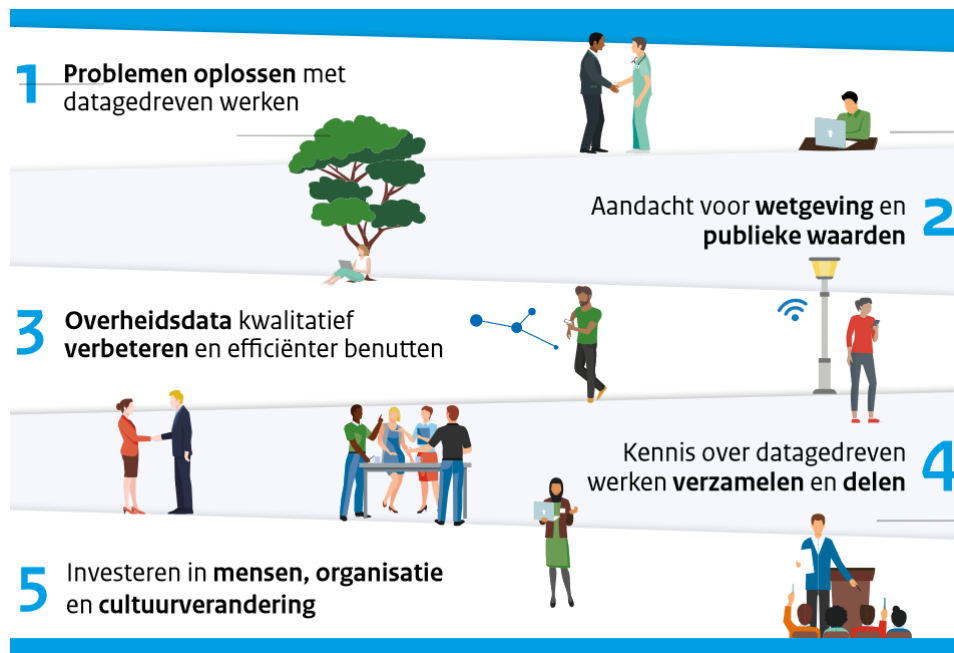 1 Problemen oplossen met
datagedreven werken
Aandacht voor wetgeving en 2
publieke waarden
3 Overheidsdata kwalitatief
verbeteren en efficiënter benutten
Kennis over datagedreven 4
werken verzamelen en delen
5 Investeren in mensen, organisatie
en cultuurverandering